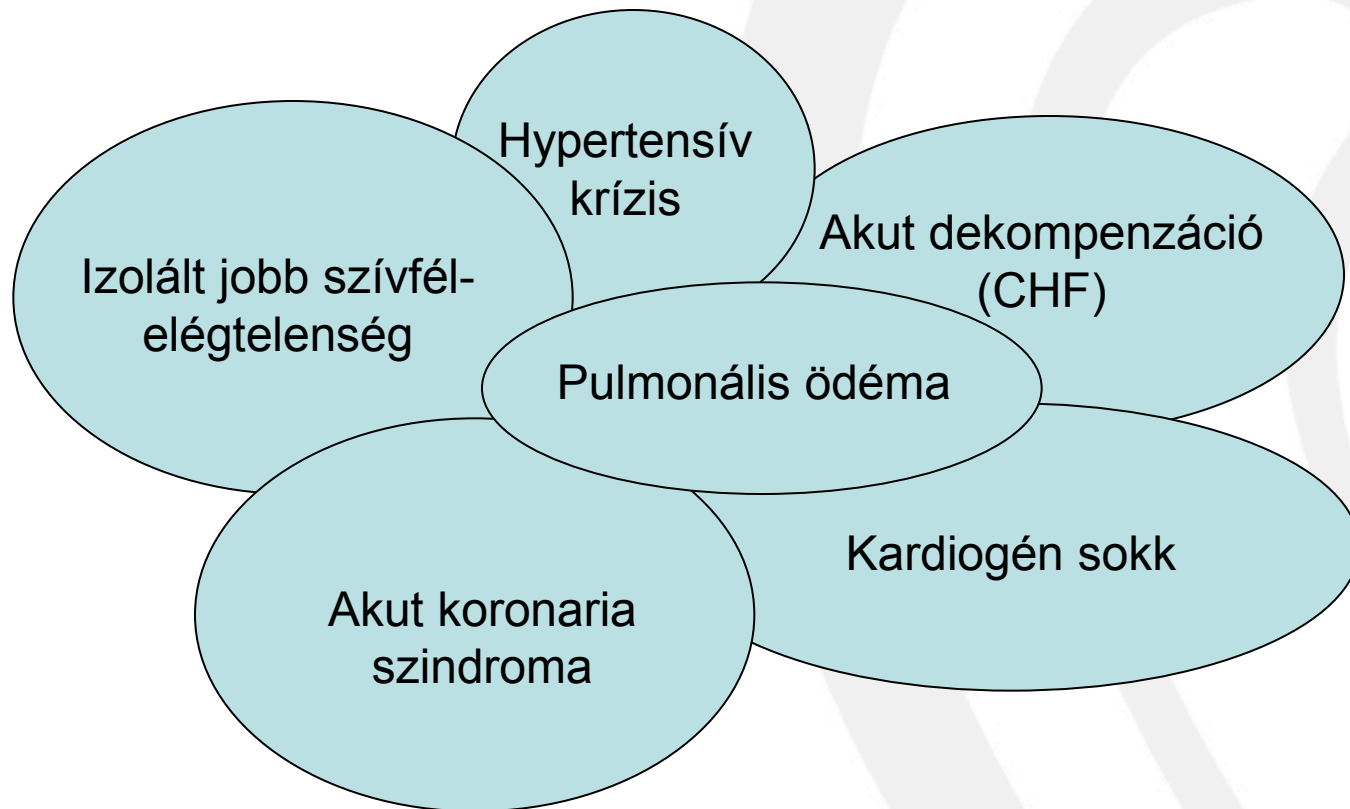 Hypertensív
krízis
Akut dekompenzáció
(CHF)
Izolált jobb szívfél-
elégtelenség
Pulmonális ödéma
Kardiogén sokk
Akut koronaria
szindroma